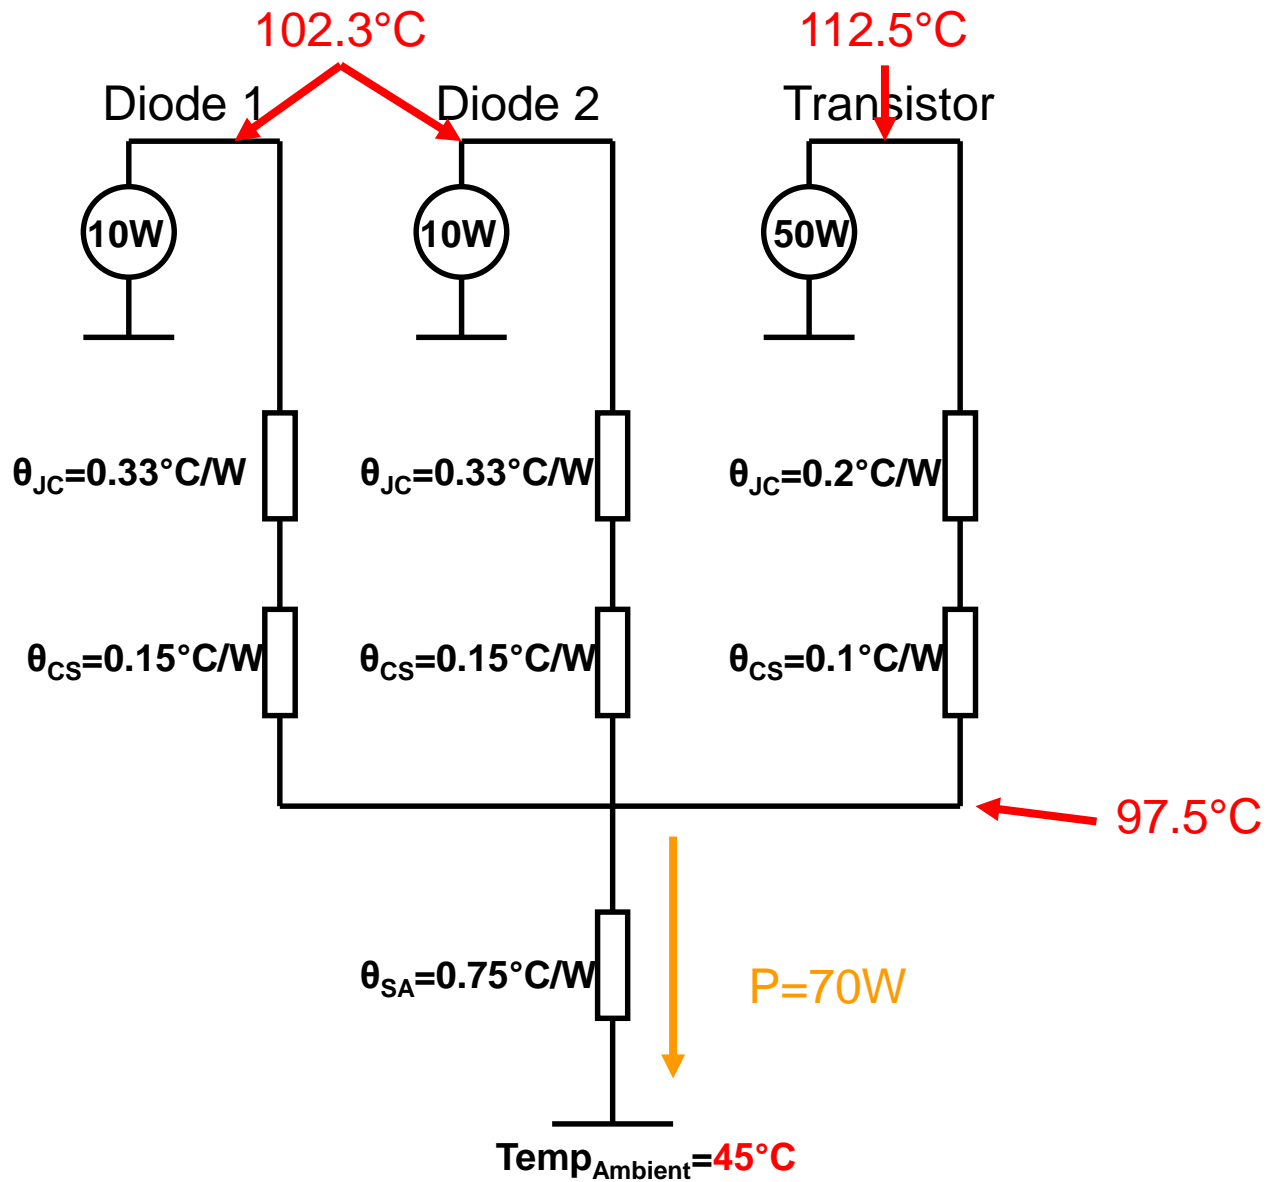 102.3°C
112.5°C
Diode 1
Diode 2
Transistor
10W
10W
50W
θJC=0.33°C/W
θJC=0.33°C/W
θJC=0.2°C/W
θCS=0.15°C/W
θCS=0.15°C/W
θCS=0.1°C/W
97.5°C
θSA=0.75°C/W
P=70W
TempAmbient=45°C